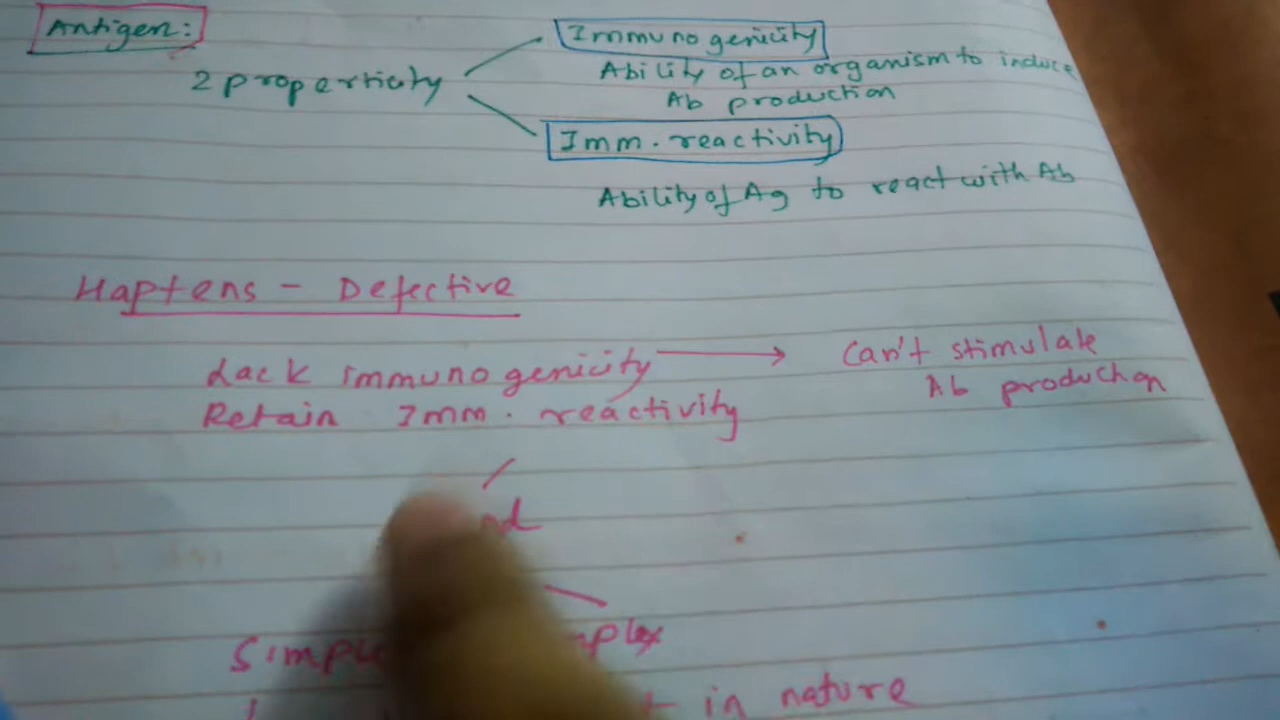 Antigen:
2 properticity
Immunogenicity
Ability of an organism to induce
Ab production
Imm. reactivity
Ability of Ag to react with Ab
Haptens - Defective
Lack immunogenicity → Can't stimulate
Ab production
Retain Imm. reactivity
in nature